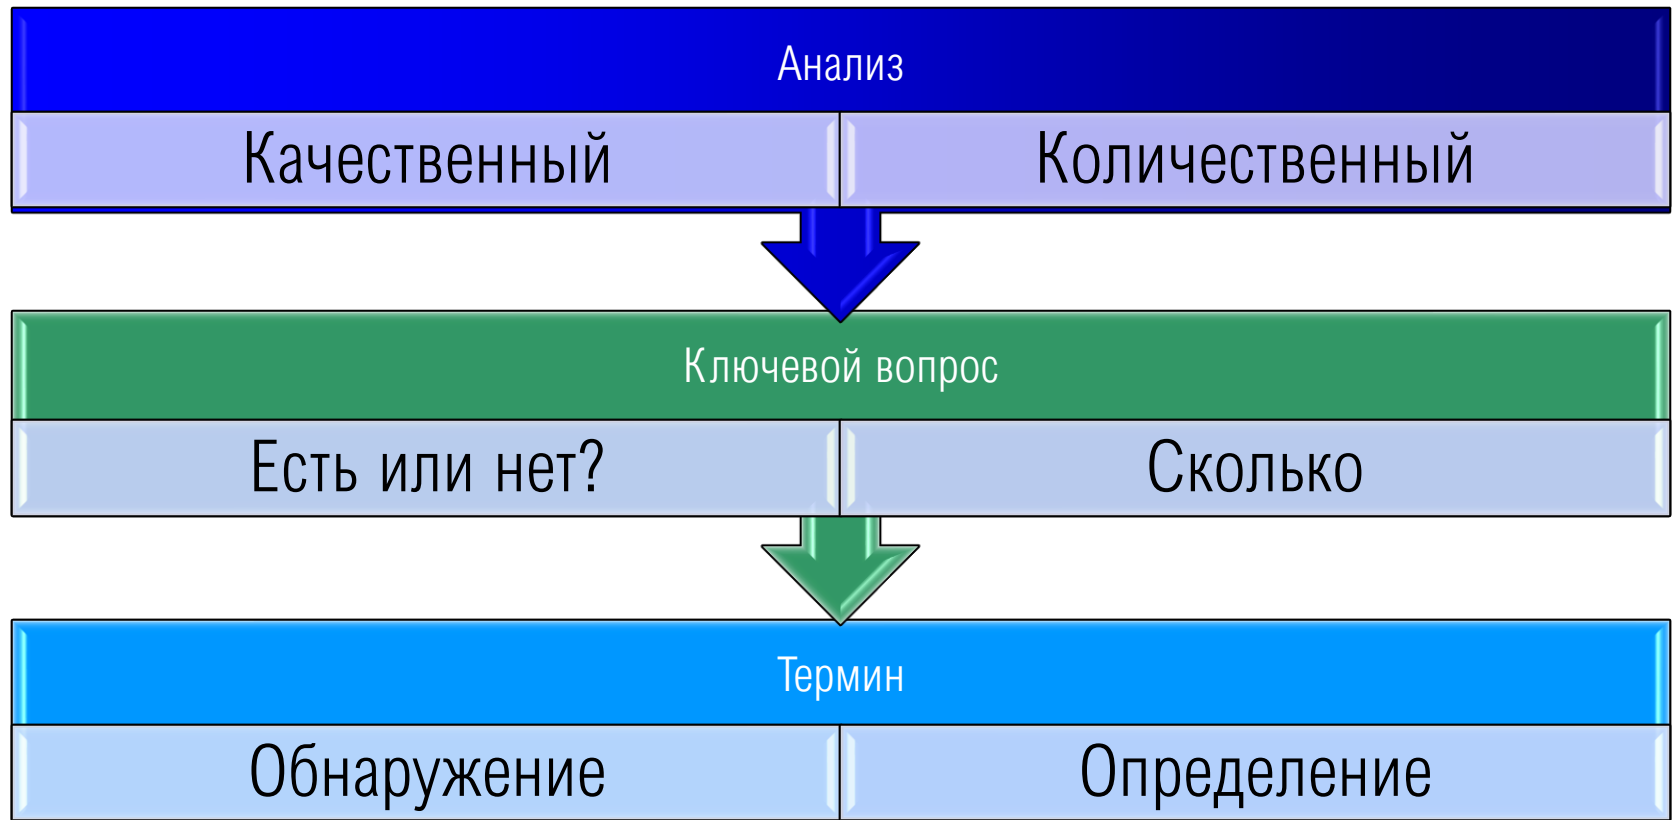 Анализ
Качественный
Количественный
Ключевой вопрос
Есть или нет?
Сколько
Термин
Обнаружение
Определение